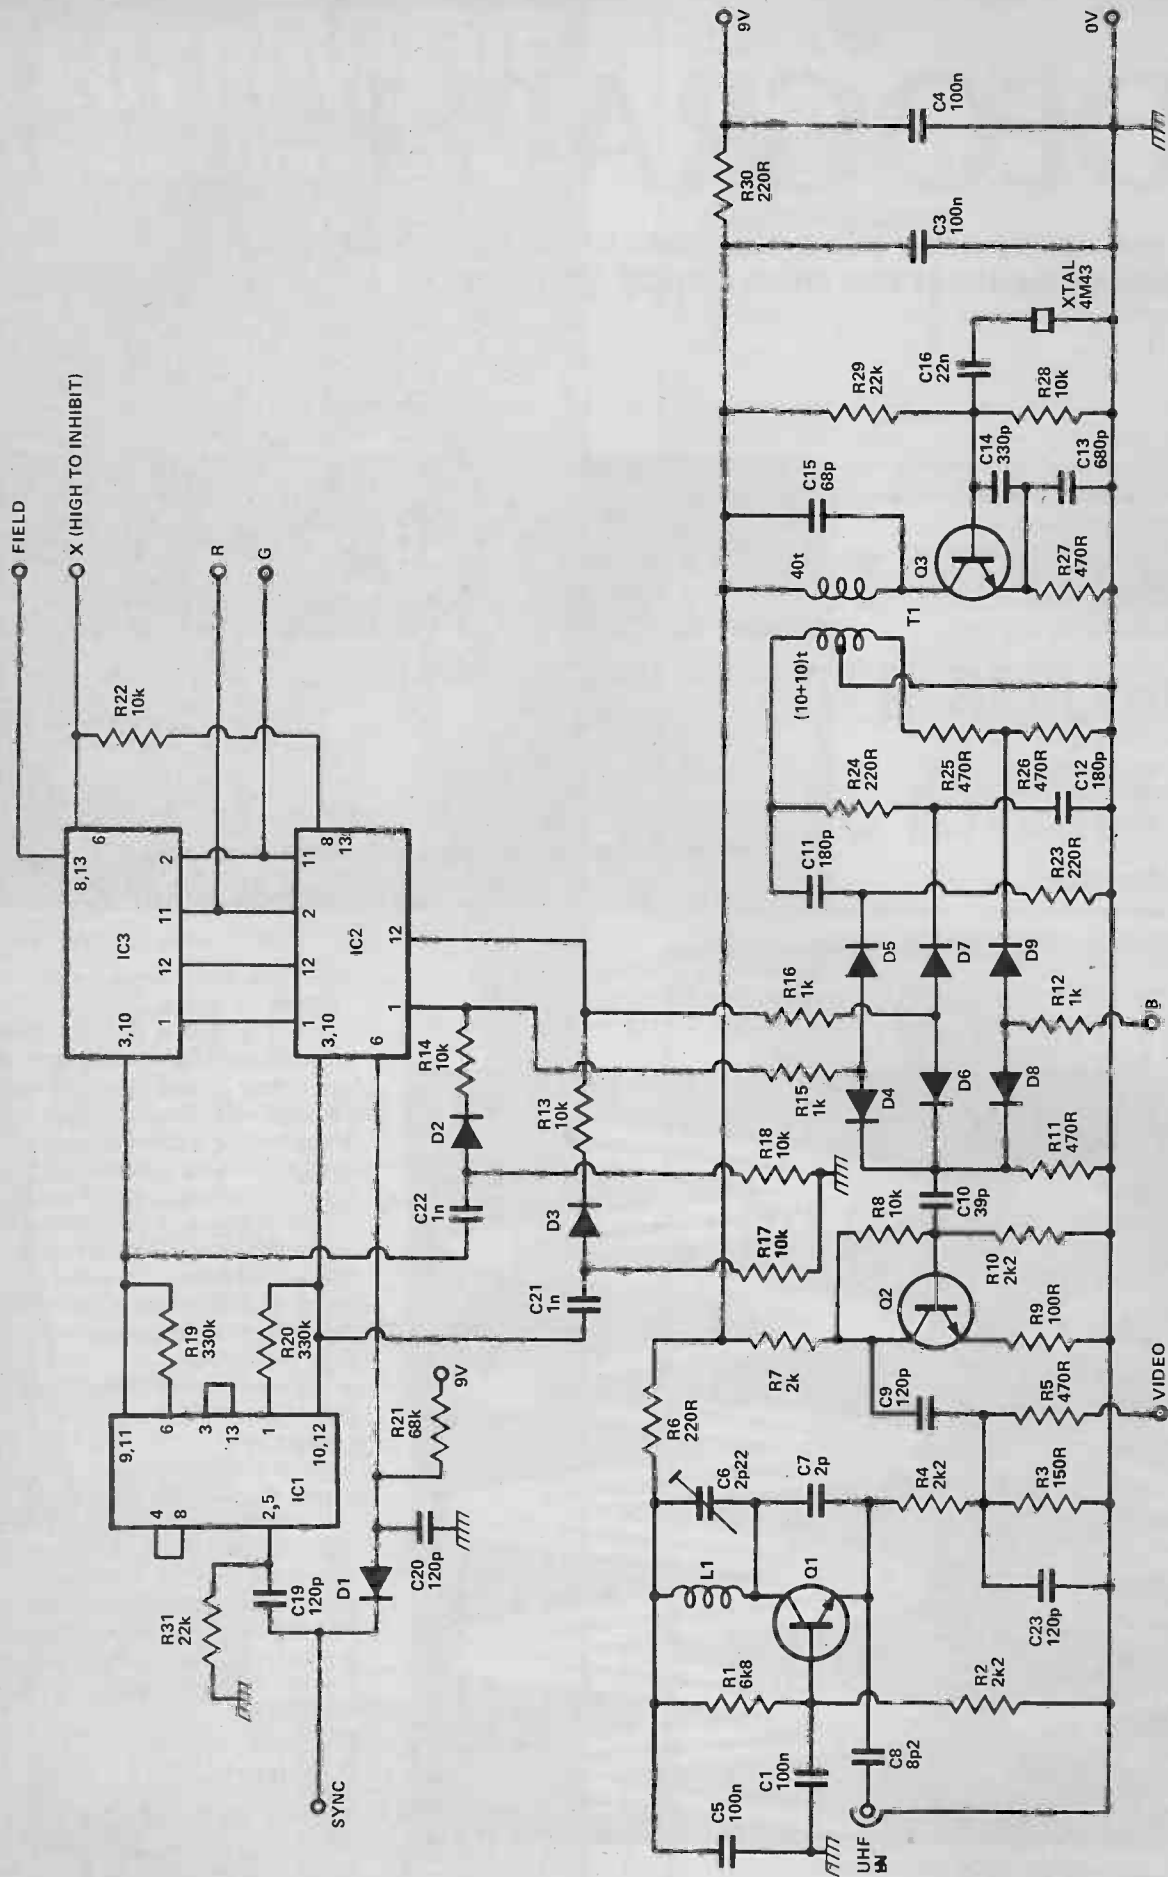 FIELD
X (HIGH TO INHIBIT)
R
G
R22
10k
8,13
6
IC3
3,10
1
12
11
2
1
12
2
11
3,10
8
13
IC2
6
1
12
9,11
6
3
13
1
10,12
4
8
2,5
IC1
R19
330k
R20
330k
R31
22k
C19
120p
D1
C20
120p
R21
68k
9V
SYNC
C22
1n
D2
R14
10k
C21
1n
D3
R13
10k
R18
10k
R17
10k
R15
1k
R16
1k
9V
0V
R30
220R
C4
100n
C3
100n
XTAL
4M43
C16
22n
R29
22k
R28
10k
C14
330p
C13
680p
C15
68p
40t
Q3
R27
470R
T1
(10+10)t
R24
220R
R25
470R
R26
470R
C12
180p
C11
180p
R23
220R
D5
D7
D9
D4
D6
D8
R12
1k
B
R11
470R
C10
39p
R8
10k
R10
2k2
Q2
R9
100R
R7
2k
C9
120p
R5
470R
VIDEO
R6
220R
C6
2p22
C7
2p
R4
2k2
R3
150R
L1
Q1
C23
120p
R1
6k8
R2
2k2
C5
100n
C1
100n
C8
8p2
UHF
IN